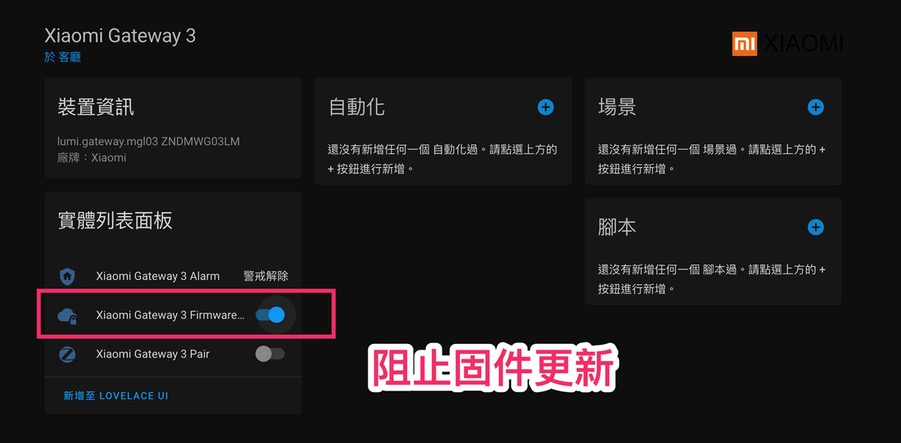 Xiaomi Gateway 3
於 客廳
mi XIAOMI
裝置資訊
lumi.gateway.mgl03 ZNDMWG03LM
廠牌：Xiaomi
自動化
還沒有新增任何一個 自動化過。請點選上方的
+ 按鈕進行新增。
場景
還沒有新增任何一個 場景過。請點選上方的 +
按鈕進行新增。
實體列表面板
Xiaomi Gateway 3 Alarm 警戒解除
Xiaomi Gateway 3 Firmware...
Xiaomi Gateway 3 Pair
新增至 LOVELACE UI
腳本
還沒有新增任何一個 腳本過。請點選上方的 +
按鈕進行新增。
阻止固件更新